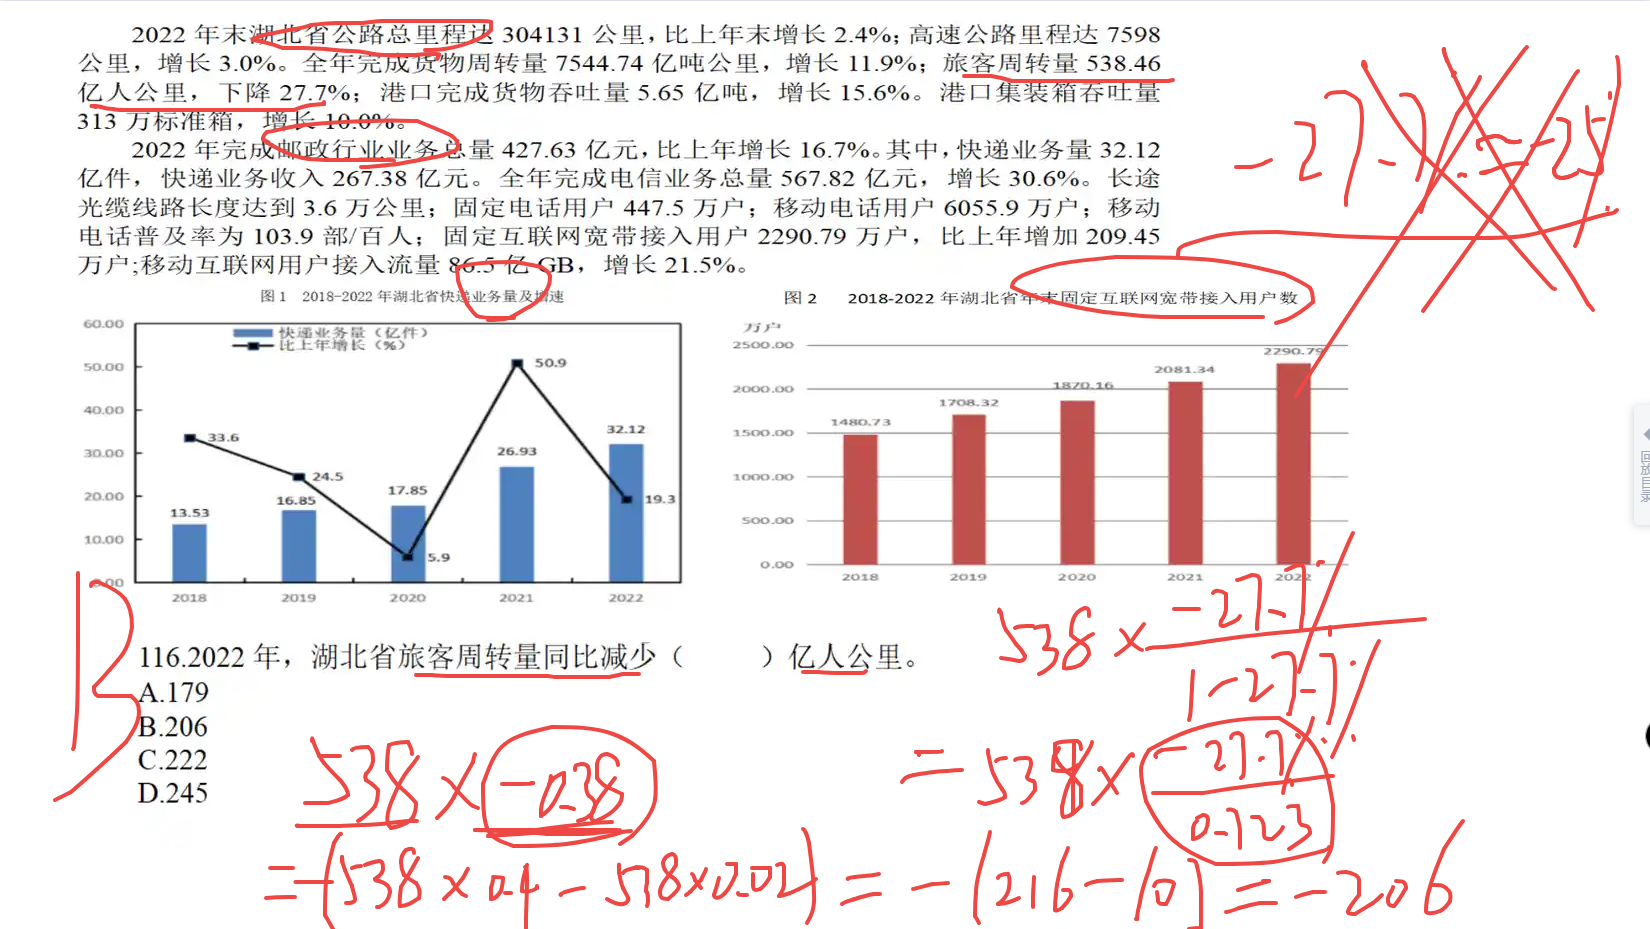 2022 年末湖北省公路总里程达 304131 公里，比上年末增长 2.4%；高速公路里程达 7598
公里，增长 3.0%。全年完成货物周转量 7544.74 亿吨公里，增长 11.9%；旅客周转量 538.46
亿人公里，下降 27.7%；港口完成货物吞吐量 5.65 亿吨，增长 15.6%。港口集装箱吞吐量
313 万标准箱，增长 10.0%。
2022 年完成邮政行业业务总量 427.63 亿元，比上年增长 16.7%。其中，快递业务量 32.12
亿件，快递业务收入 267.38 亿元。全年完成电信业务总量 567.82 亿元，增长 30.6%。长途
光缆线路长度达到 3.6 万公里；固定电话用户 447.5 万户；移动电话用户 6055.9 万户；移动
电话普及率为 103.9 部/百人；固定互联网宽带接入用户 2290.79 万户，比上年增加 209.45
万户;移动互联网用户接入流量 86.5 亿 GB，增长 21.5%。
-27.7%≈-25%
图 1 2018-2022 年湖北省快递业务量及增速
图 2 2018-2022 年湖北省年末固定互联网宽带接入用户数
快递业务量（亿件）
比上年增长（%）
60.00
50.00
40.00
30.00
20.00
10.00
0.00
33.6
24.5
5.9
50.9
19.3
13.53
16.85
17.85
26.93
32.12
2018 2019 2020 2021 2022
万户
2500.00
2000.00
1500.00
1000.00
500.00
0.00
1480.73
1708.32
1870.16
2081.34
2290.79
2018 2019 2020 2021 2022
回放目录
B
116.2022 年，湖北省旅客周转量同比减少（ ）亿人公里。
A.179
B.206
C.222
D.245
538 × -27.7% / 1-27.7%
= 538 × -27.7% / 0.723
538 × -0.38
= -(538×0.4 - 538×0.02) = -(216-10) = -206